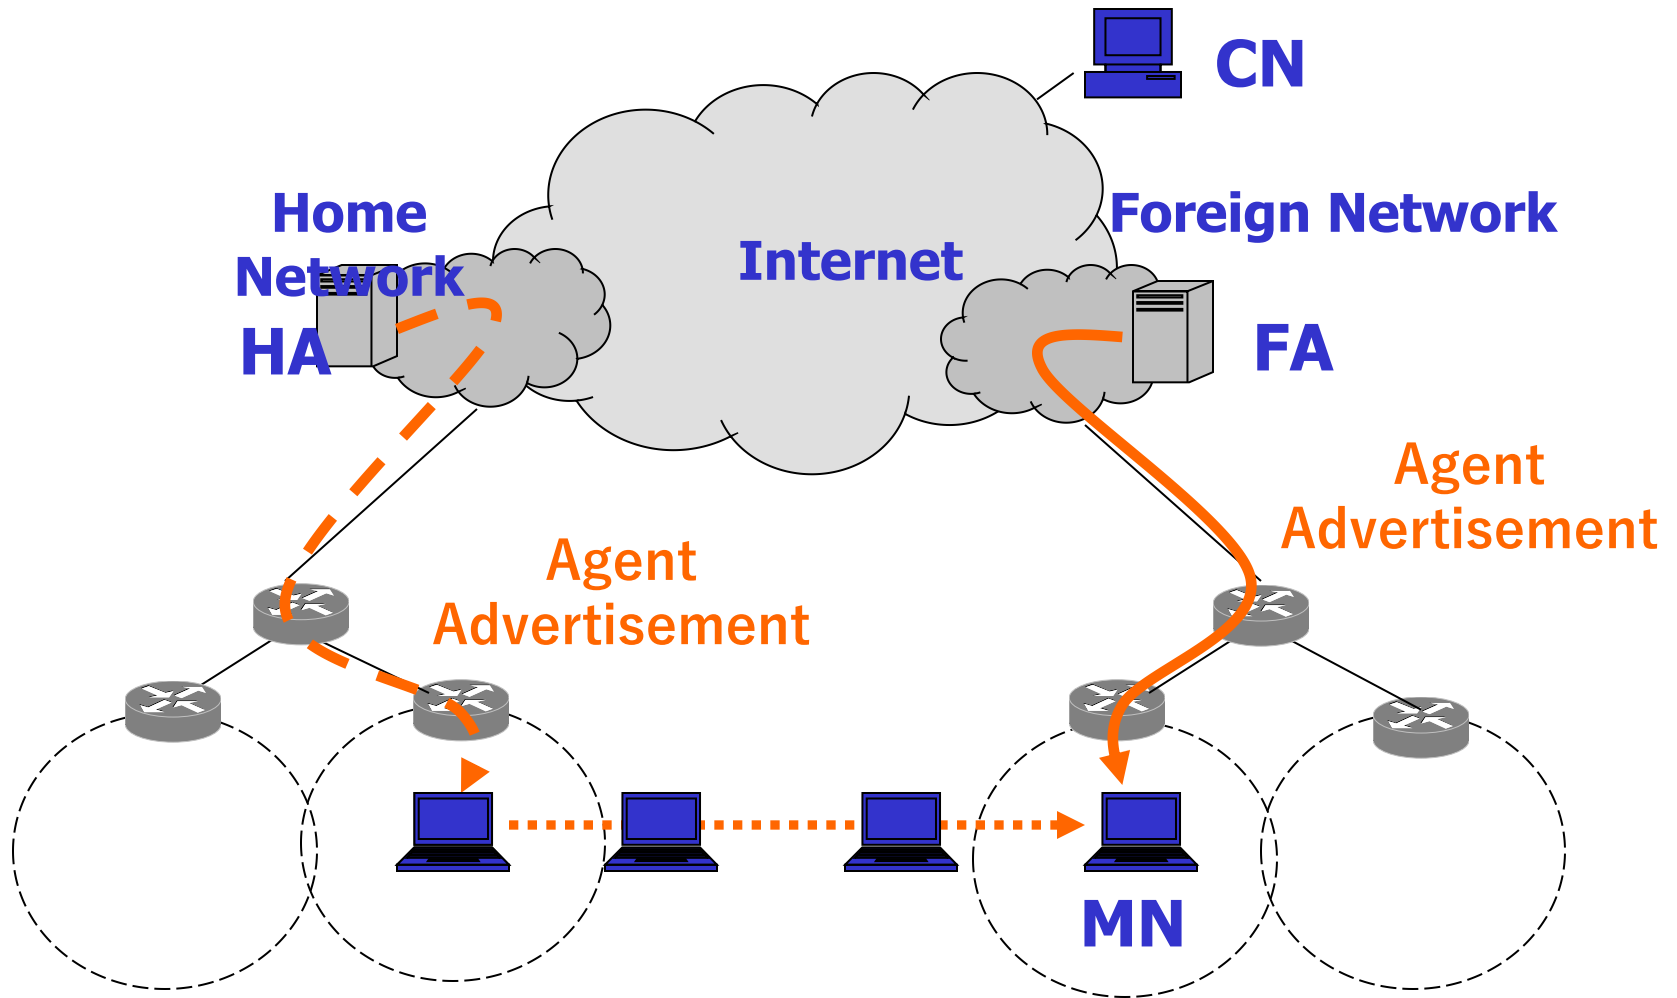 CN
Home
Network
Foreign Network
Internet
HA
FA
Agent
Advertisement
Agent
Advertisement
MN